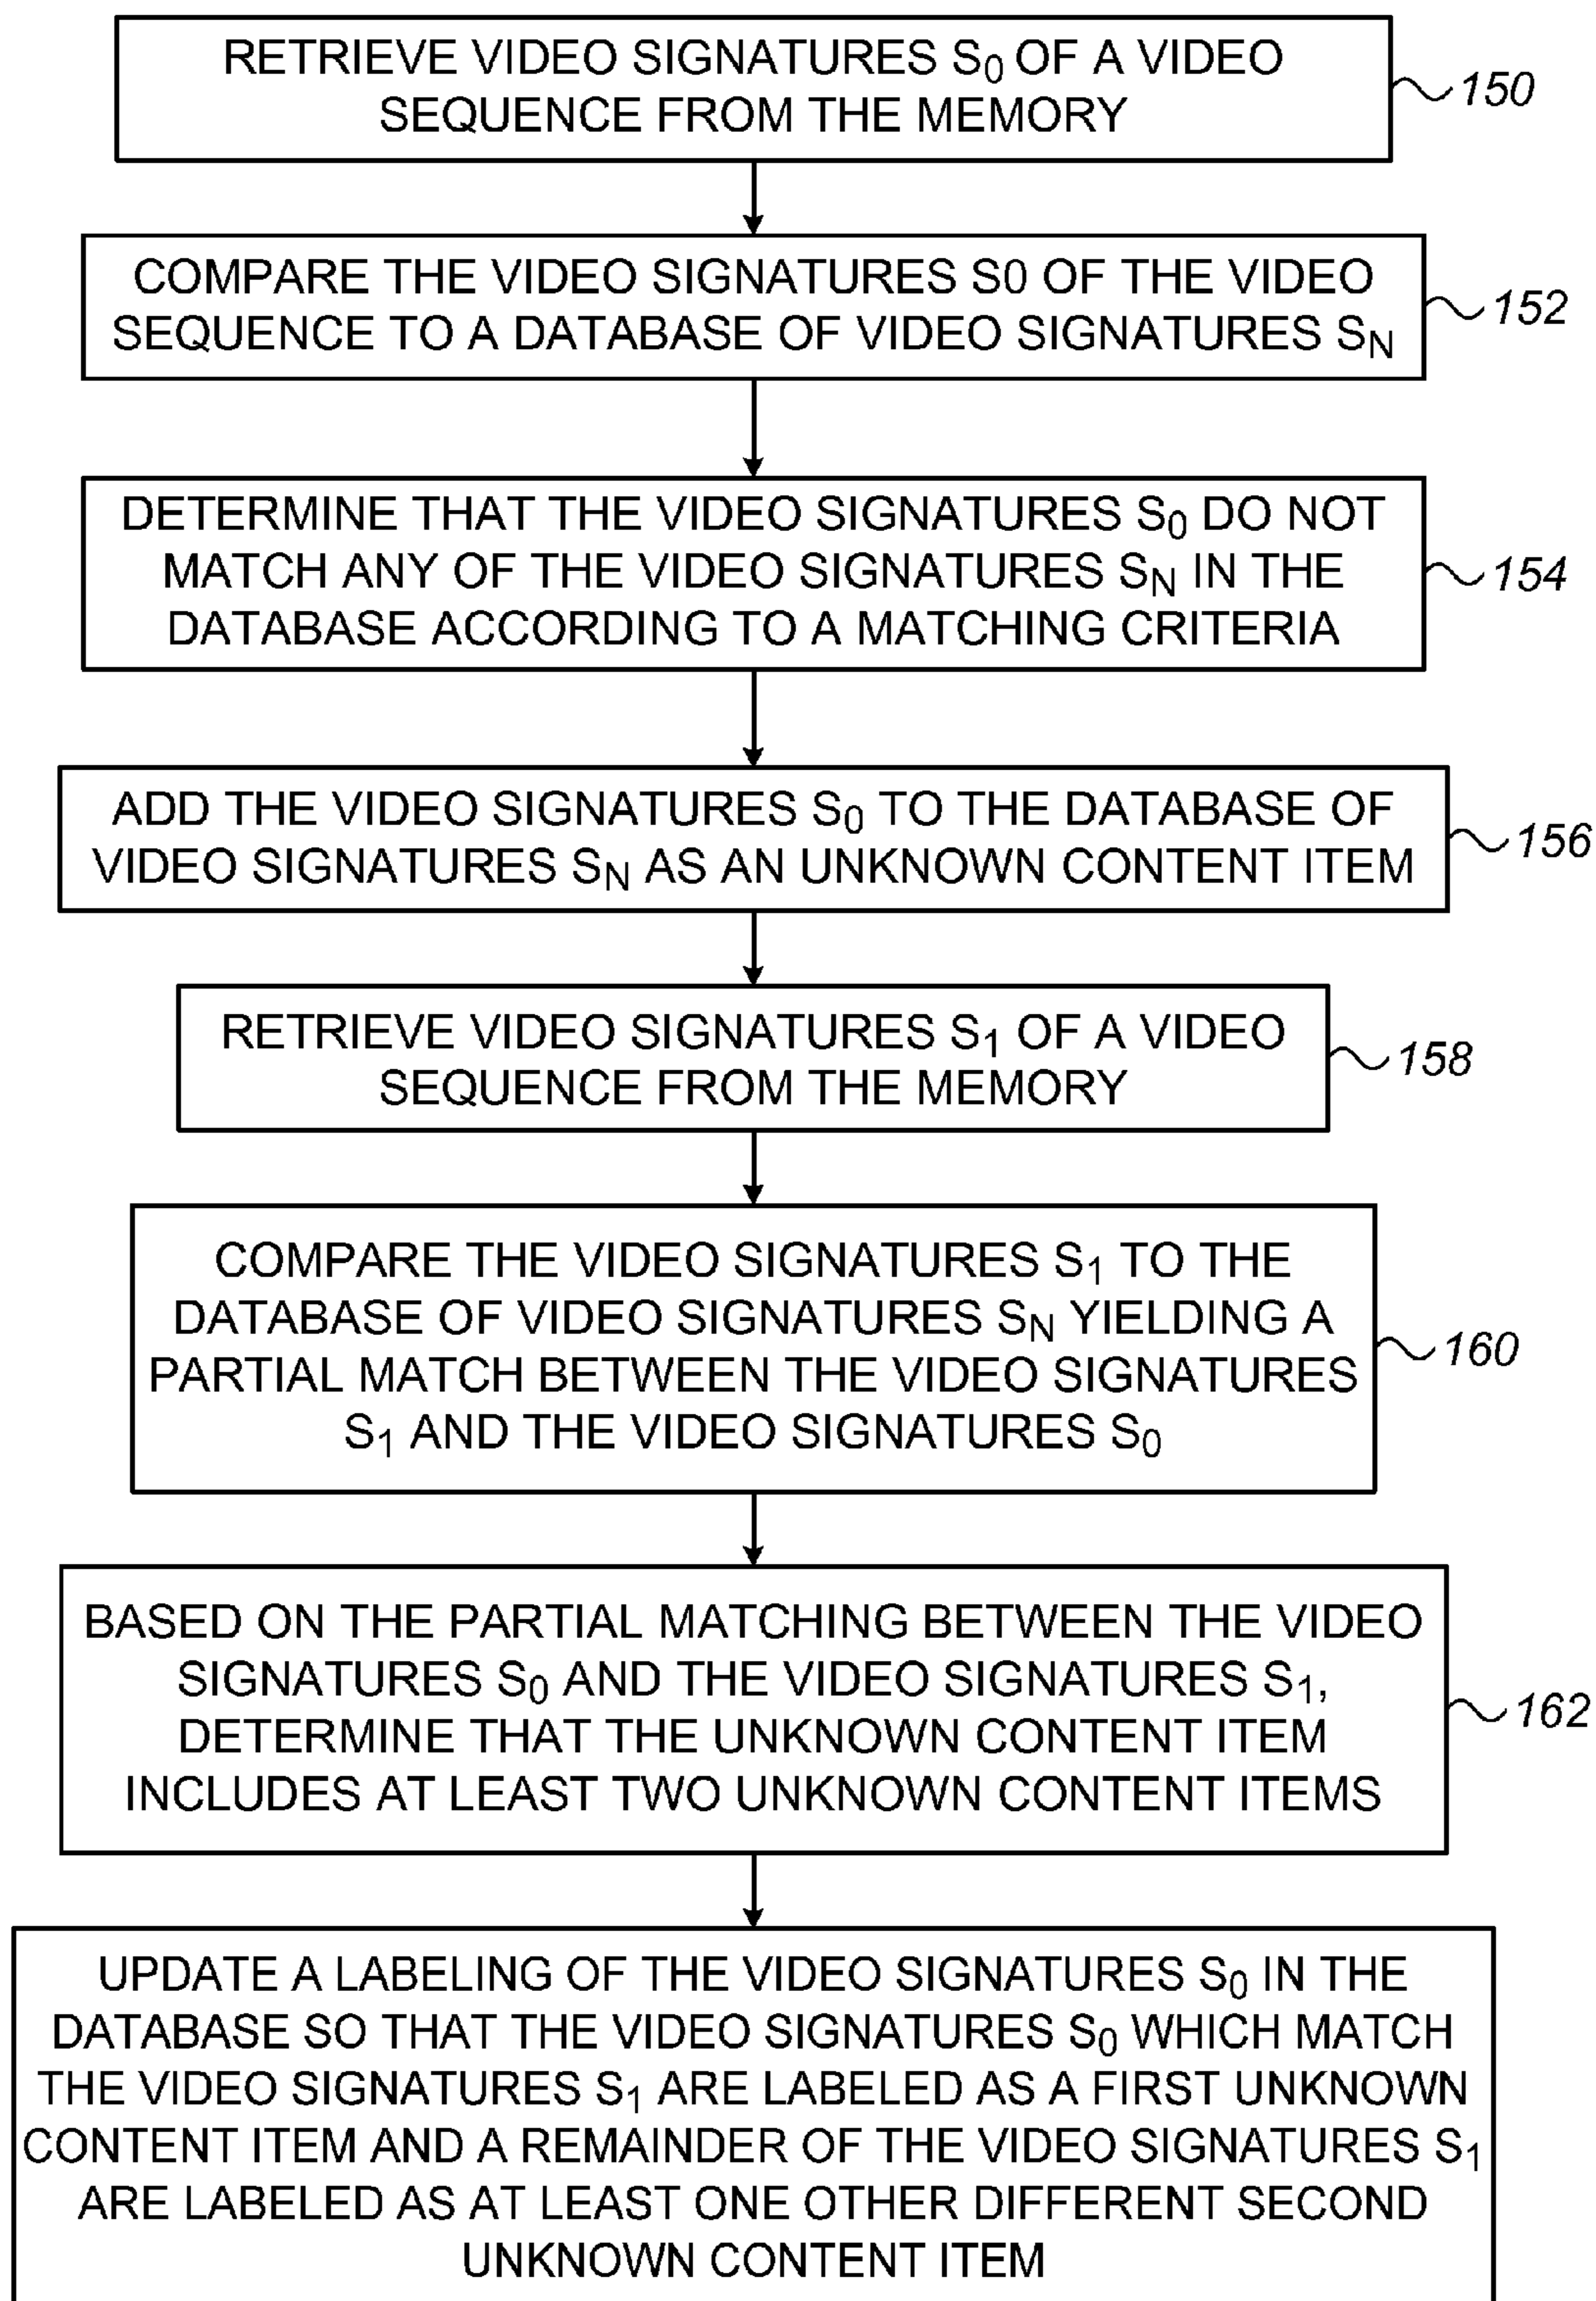 RETRIEVE VIDEO SIGNATURES S₀ OF A VIDEO
SEQUENCE FROM THE MEMORY
150
COMPARE THE VIDEO SIGNATURES S0 OF THE VIDEO
SEQUENCE TO A DATABASE OF VIDEO SIGNATURES S_N
152
DETERMINE THAT THE VIDEO SIGNATURES S₀ DO NOT
MATCH ANY OF THE VIDEO SIGNATURES S_N IN THE
DATABASE ACCORDING TO A MATCHING CRITERIA
154
ADD THE VIDEO SIGNATURES S₀ TO THE DATABASE OF
VIDEO SIGNATURES S_N AS AN UNKNOWN CONTENT ITEM
156
RETRIEVE VIDEO SIGNATURES S₁ OF A VIDEO
SEQUENCE FROM THE MEMORY
158
COMPARE THE VIDEO SIGNATURES S₁ TO THE
DATABASE OF VIDEO SIGNATURES S_N YIELDING A
PARTIAL MATCH BETWEEN THE VIDEO SIGNATURES
S₁ AND THE VIDEO SIGNATURES S₀
160
BASED ON THE PARTIAL MATCHING BETWEEN THE VIDEO
SIGNATURES S₀ AND THE VIDEO SIGNATURES S₁,
DETERMINE THAT THE UNKNOWN CONTENT ITEM
INCLUDES AT LEAST TWO UNKNOWN CONTENT ITEMS
162
UPDATE A LABELING OF THE VIDEO SIGNATURES S₀ IN THE
DATABASE SO THAT THE VIDEO SIGNATURES S₀ WHICH MATCH
THE VIDEO SIGNATURES S₁ ARE LABELED AS A FIRST UNKNOWN
CONTENT ITEM AND A REMAINDER OF THE VIDEO SIGNATURES S₁
ARE LABELED AS AT LEAST ONE OTHER DIFFERENT SECOND
UNKNOWN CONTENT ITEM